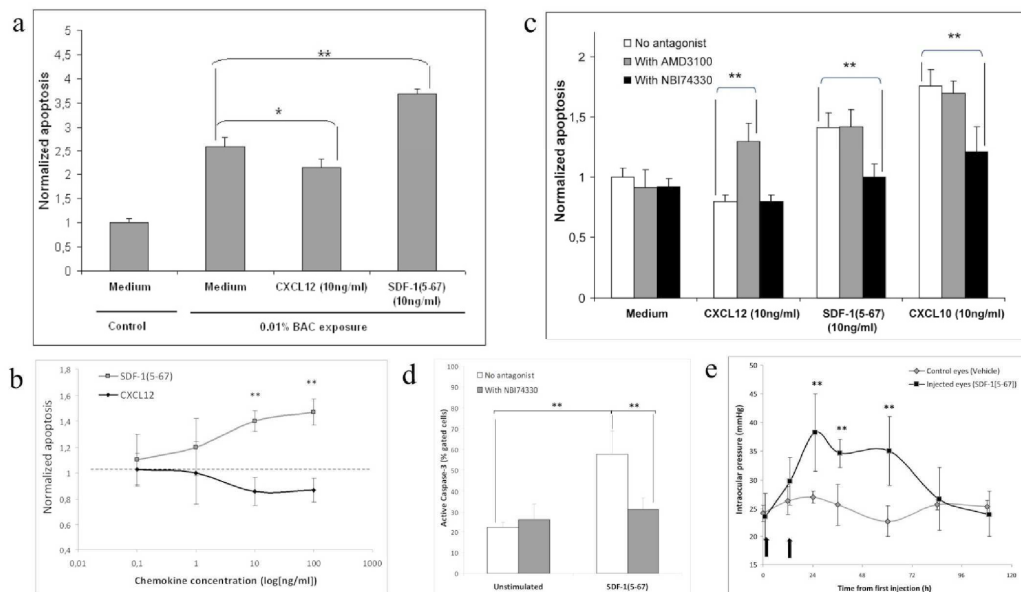 a
Normalized apoptosis
5
4,5
4
3,5
3
2,5
2
1,5
1
0,5
0
*
**
Medium
Medium
CXCL12 (10ng/ml)
SDF-1(5-67)
(10ng/ml)
Control
0.01% BAC exposure
c
Normalized apoptosis
2
1,5
1
0,5
0
No antagonist
With AMD3100
With NBI74330
**
**
**
Medium
CXCL12 (10ng/ml)
SDF-1(5-67)
(10ng/ml)
CXCL10 (10ng/ml)
b
Normalized apoptosis
1,8
1,6
1,4
1,2
1
0,8
0,6
0,4
SDF-1(5-67)
CXCL12
**
**
0,01
0,1
1
10
100
1000
Chemokine concentration (log[ng/ml])
d
Active Caspase-3 (% gated cells)
100
90
80
70
60
50
40
30
20
10
0
No antagonist
With NBI74330
**
**
Unstimulated
SDF-1(5-67)
e
Intraocular pressure (mmHg)
50
45
40
35
30
25
20
15
Control eyes (Vehicle)
Injected eyes [SDF-1(5-67)]
**
**
**
0
24
48
72
96
120
Time from first injection (h)